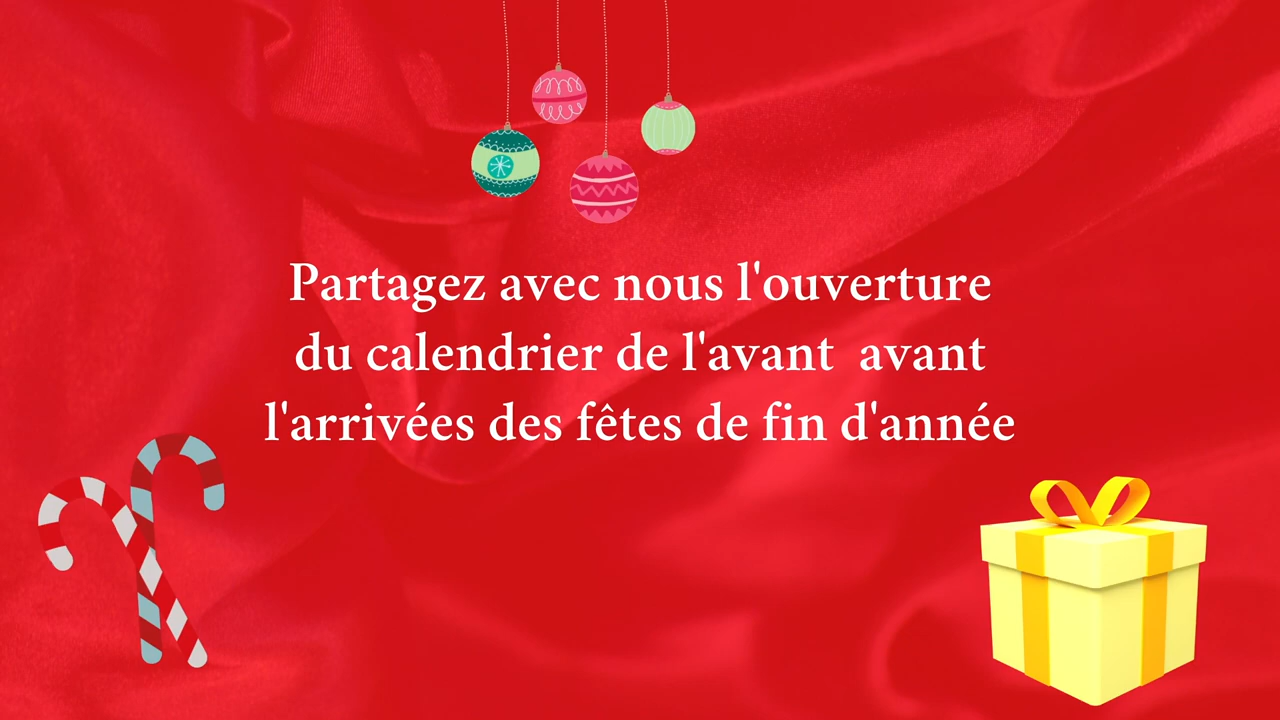 Partagez avec nous l'ouverture
du calendrier de l'avant  avant
l'arrivées des fêtes de fin d'année